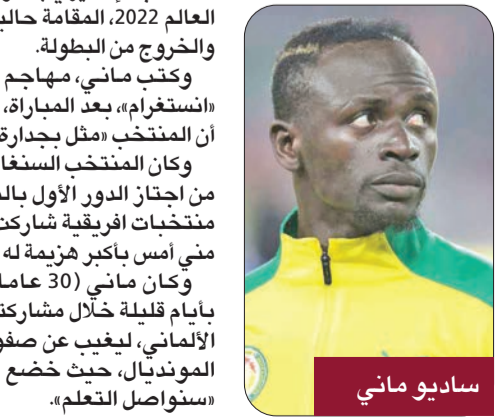 العالم 2022، المقامة حالي
والخروج من البطولة.
وكتب ماني، مهاجم
«انستغرام»، بعد المباراة،
أن المنتخب «مثل بجدارة
وكان المنتخب السنغا
من اجتاز الدور الأول بال
منتخبات افريقية شاركت
مني أمس بأكبر هزيمة له
وكان ماني (30 عاما
بأيام قليلة خلال مشاركت
الألماني، ليغيب عن صفو
المونديال، حيث خضع
«سنواصل التعلم».
ساديو ماني